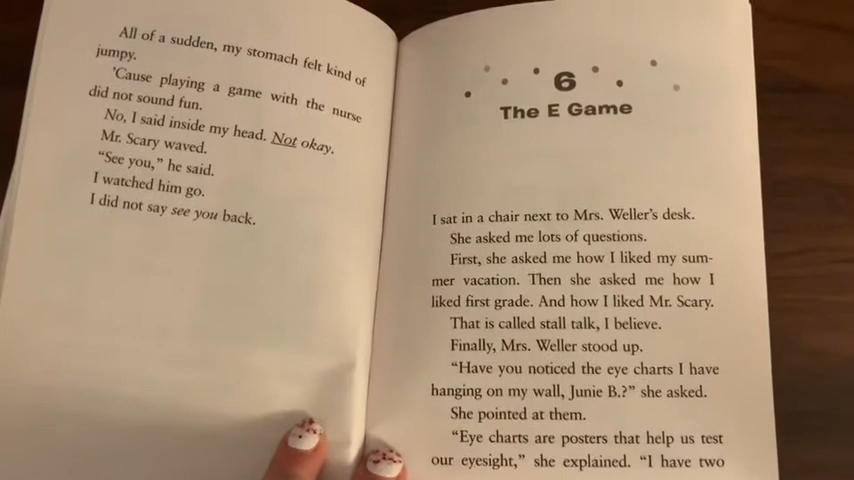 All of a sudden, my stomach felt kind of
jumpy.
'Cause playing a game with the nurse
did not sound fun.
No, I said inside my head. Not okay.
Mr. Scary waved.
“See you,” he said.
I watched him go.
I did not say see you back.
6
The E Game
I sat in a chair next to Mrs. Weller's desk.
She asked me lots of questions.
First, she asked me how I liked my sum-
mer vacation. Then she asked me how I
liked first grade. And how I liked Mr. Scary.
That is called stall talk, I believe.
Finally, Mrs. Weller stood up.
“Have you noticed the eye charts I have
hanging on my wall, Junie B.?” she asked.
She pointed at them.
“Eye charts are posters that help us test
our eyesight,” she explained. “I have two